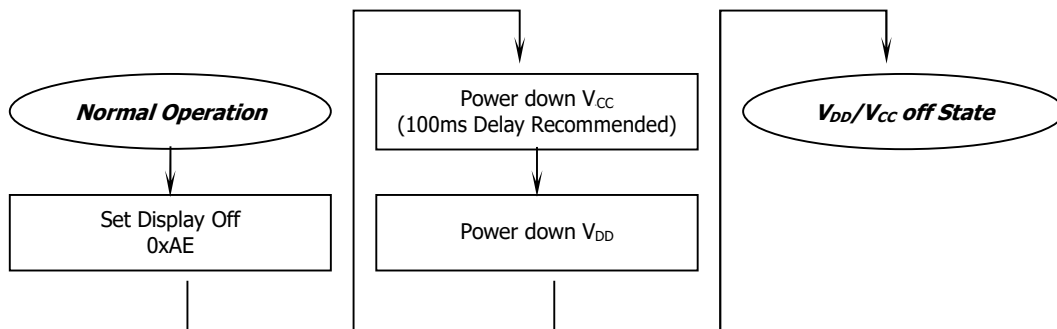 Normal Operation
Set Display Off
0xAE
Power down VCC
(100ms Delay Recommended)
Power down VDD
VDD/VCC off State